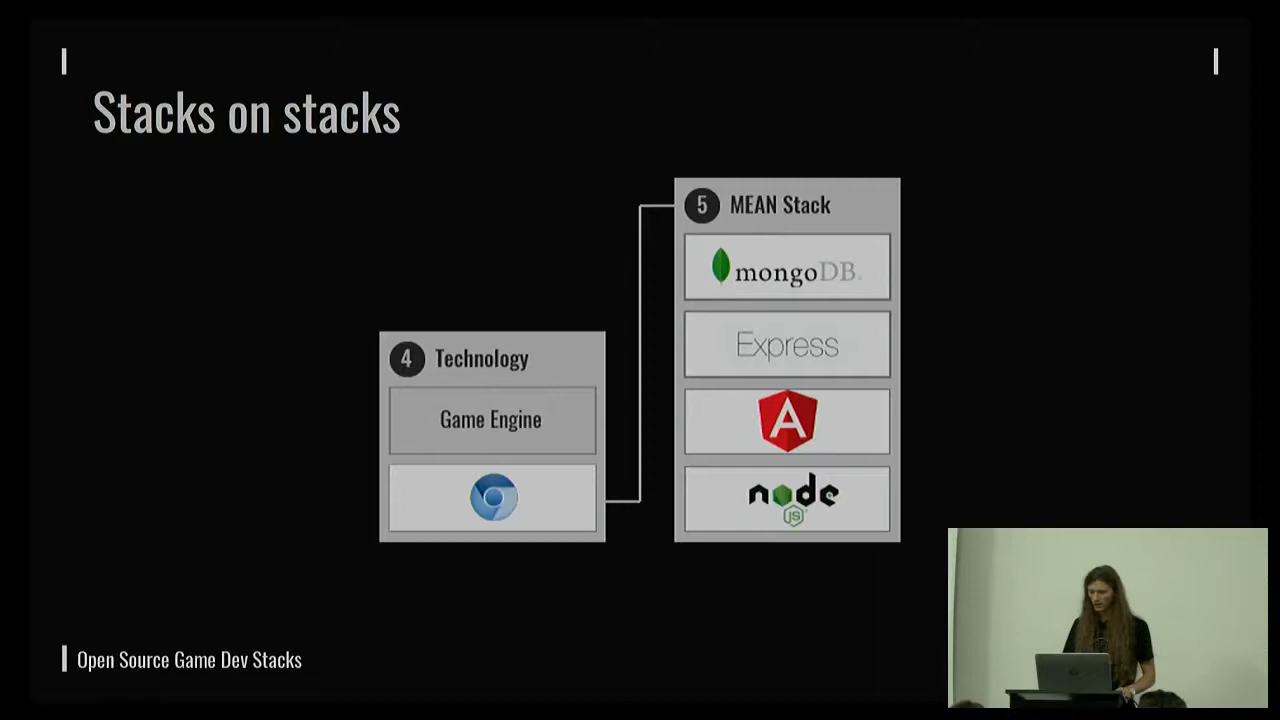 Stacks on stacks
4 Technology
Game Engine
5 MEAN Stack
mongoDB
Express
A
node
JS
Open Source Game Dev Stacks